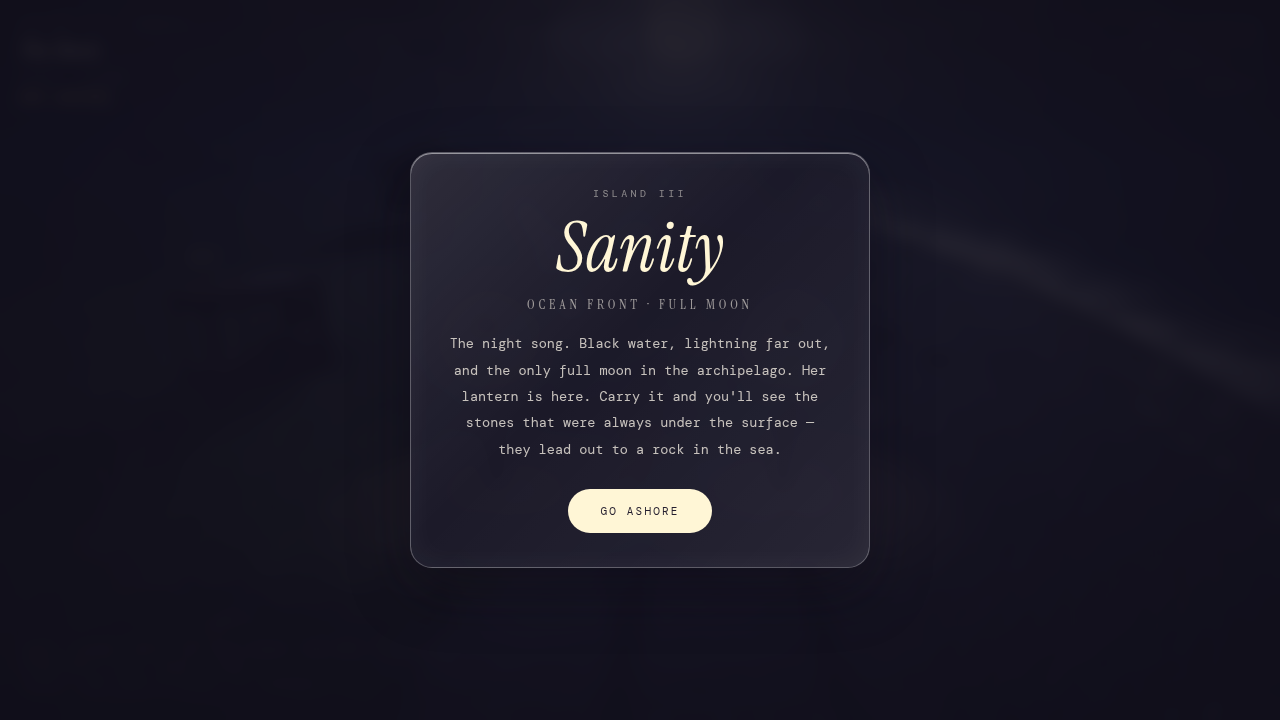 ISLAND III
Sanity
OCEAN FRONT · FULL MOON
The night song. Black water, lightning far out,
and the only full moon in the archipelago. Her
lantern is here. Carry it and you'll see the
stones that were always under the surface —
they lead out to a rock in the sea.
GO ASHORE